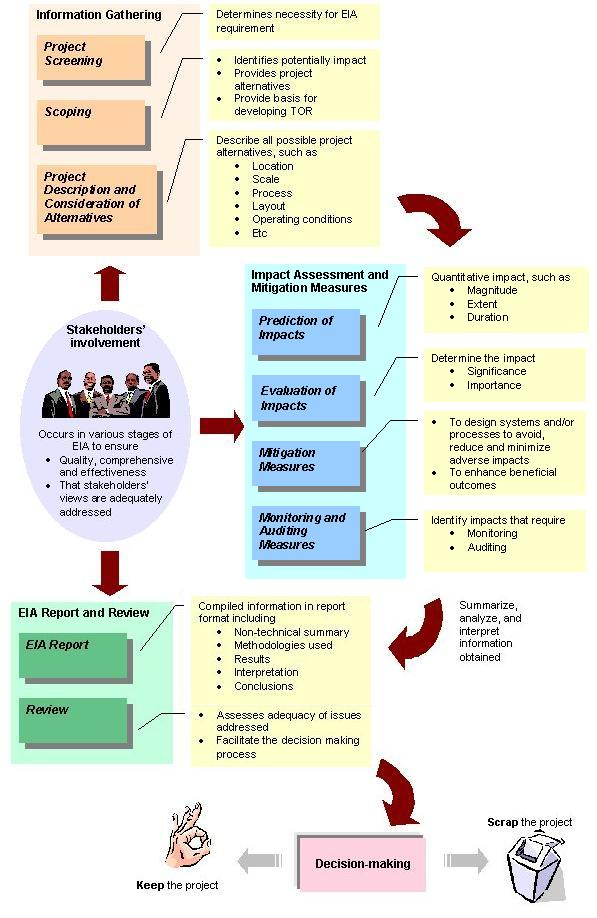 Information Gathering
Project
Screening
Determines necessity for EIA
requirement
Scoping
• Identifies potentially impact
• Provides project
alternatives
• Provide basis for
developing TOR
Project
Description and
Consideration of
Alternatives
Describe all possible project
alternatives, such as
• Location
• Scale
• Process
• Layout
• Operating conditions
• Etc
Stakeholders'
involvement
Occurs in various stages of
EIA to ensure
• Quality, comprehensive
and effectiveness
• That stakeholders'
views are adequately
addressed
Impact Assessment and
Mitigation Measures
Prediction of
Impacts
Quantitative impact, such as
• Magnitude
• Extent
• Duration
Evaluation of
Impacts
Determine the impact
• Significance
• Importance
Mitigation
Measures
• To design systems and/or
processes to avoid,
reduce and minimize
adverse impacts
• To enhance beneficial
outcomes
Monitoring and
Auditing
Measures
Identify impacts that require
• Monitoring
• Auditing
Summarize,
analyze, and
interpret
information
obtained
EIA Report and Review
EIA Report
Compiled information in report
format including
• Non-technical summary
• Methodologies used
• Results
• Interpretation
• Conclusions
Review
• Assesses adequacy of issues
addressed
• Facilitate the decision making
process
Decision-making
Keep the project
Scrap the project